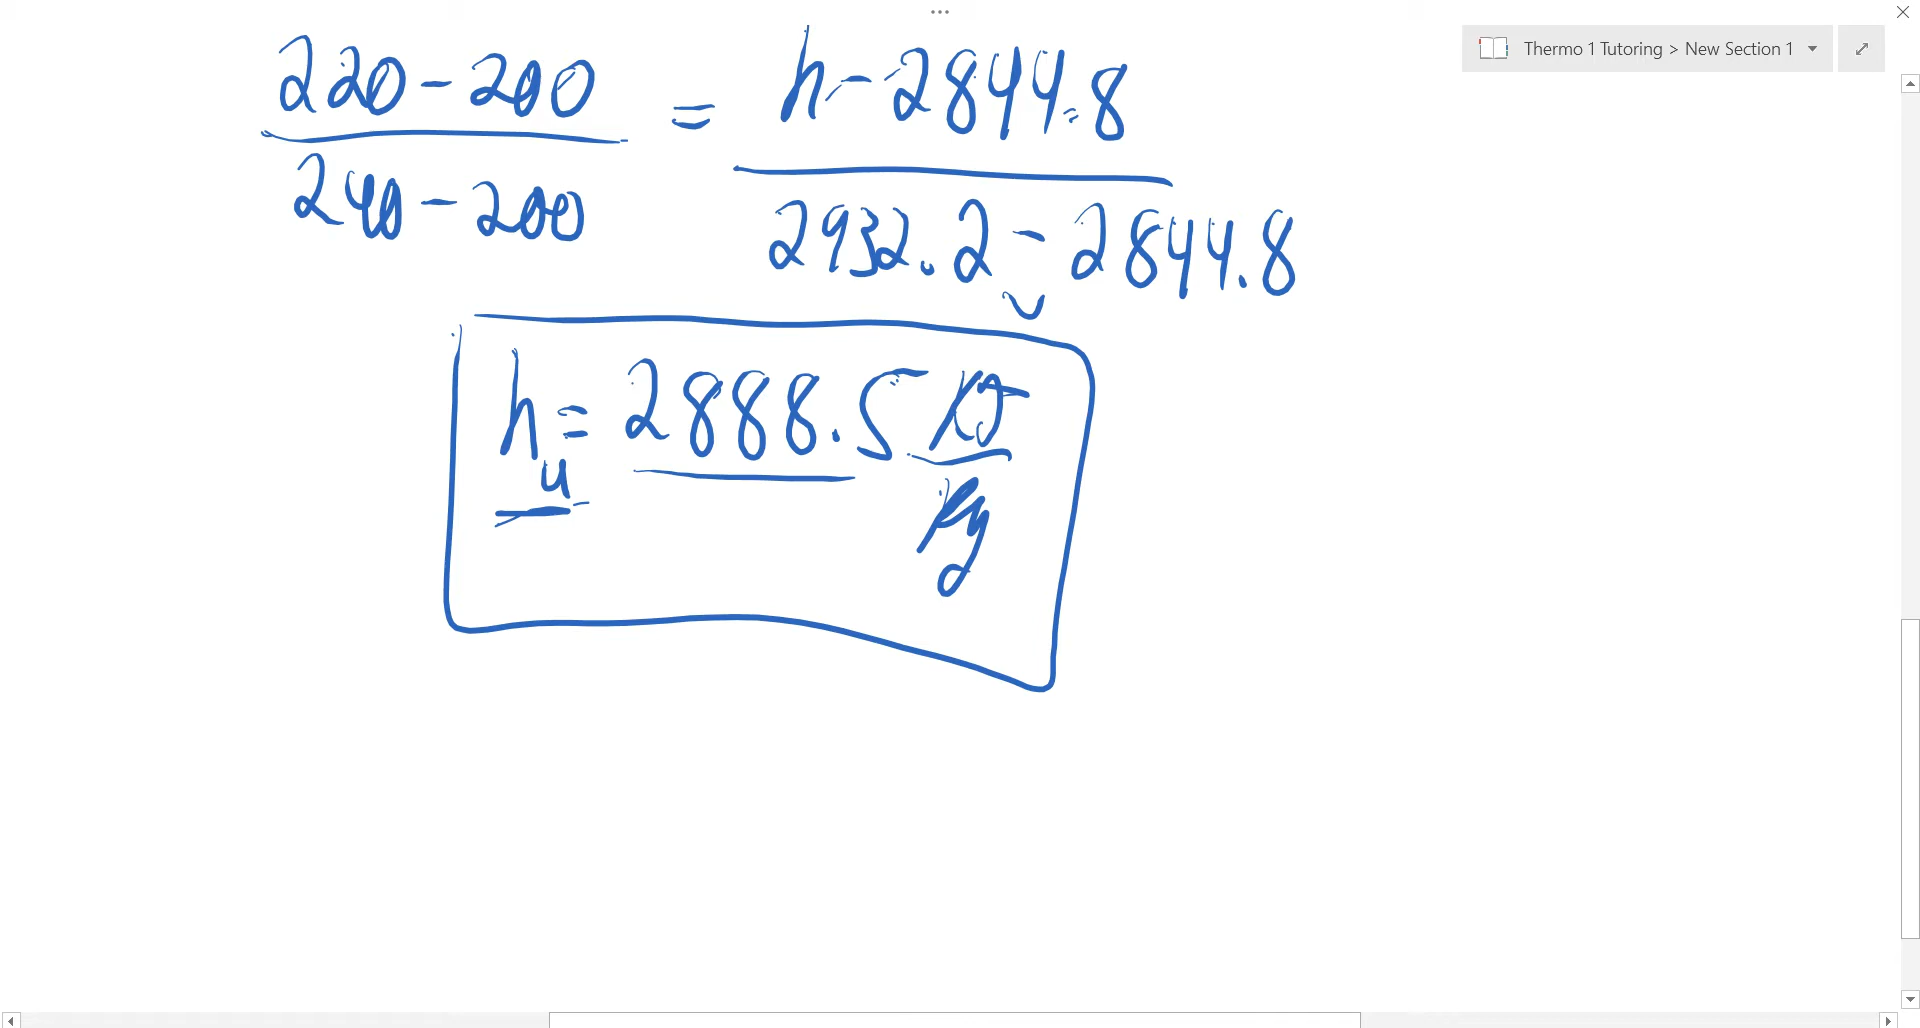 Thermo 1 Tutoring > New Section 1
220 - 200 = h - 2844.8
240 - 200 2932.2 - 2844.8
h = 2888.5 KJ
u Kg